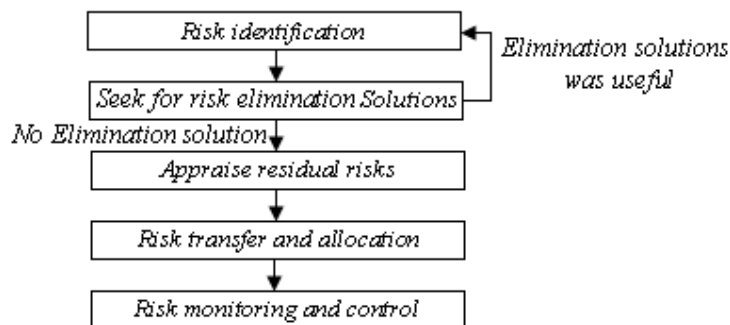 Risk identification
Elimination solutions
was useful
Seek for risk elimination Solutions
No Elimination solution
Appraise residual risks
Risk transfer and allocation
Risk monitoring and control